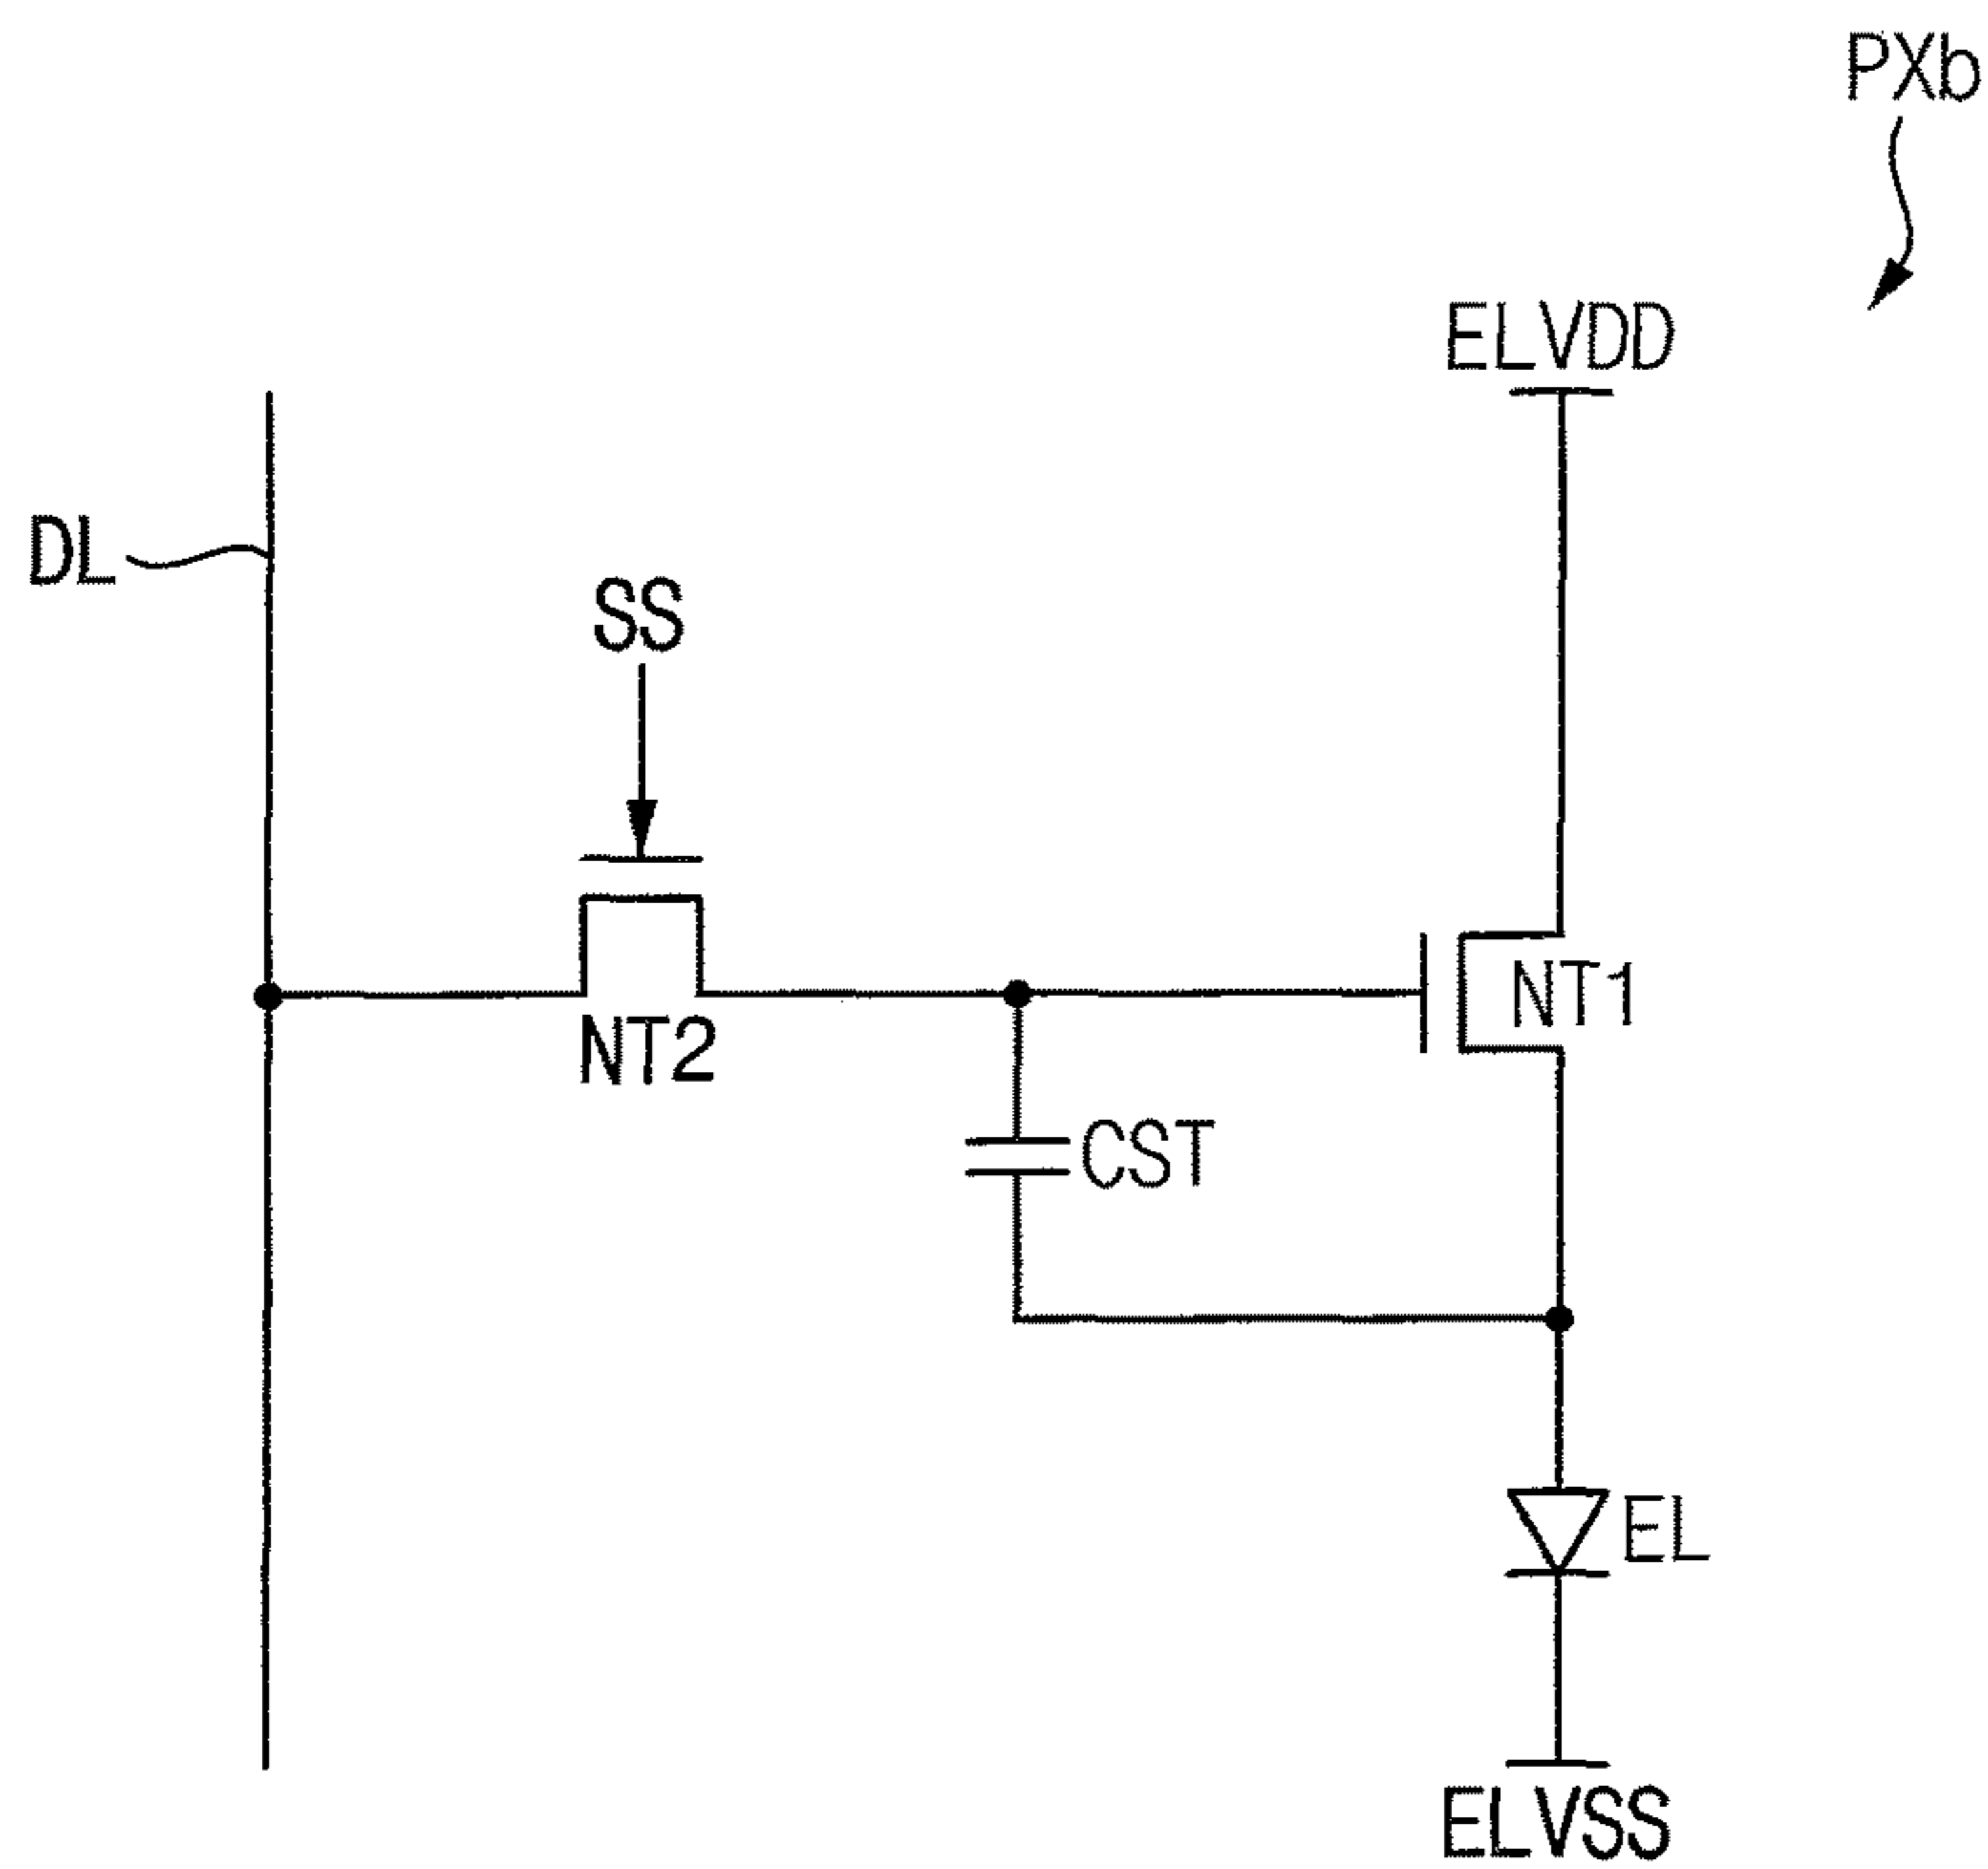 PXb
ELVDD
DL
SS
NT1
NT2
CST
EL
ELVSS